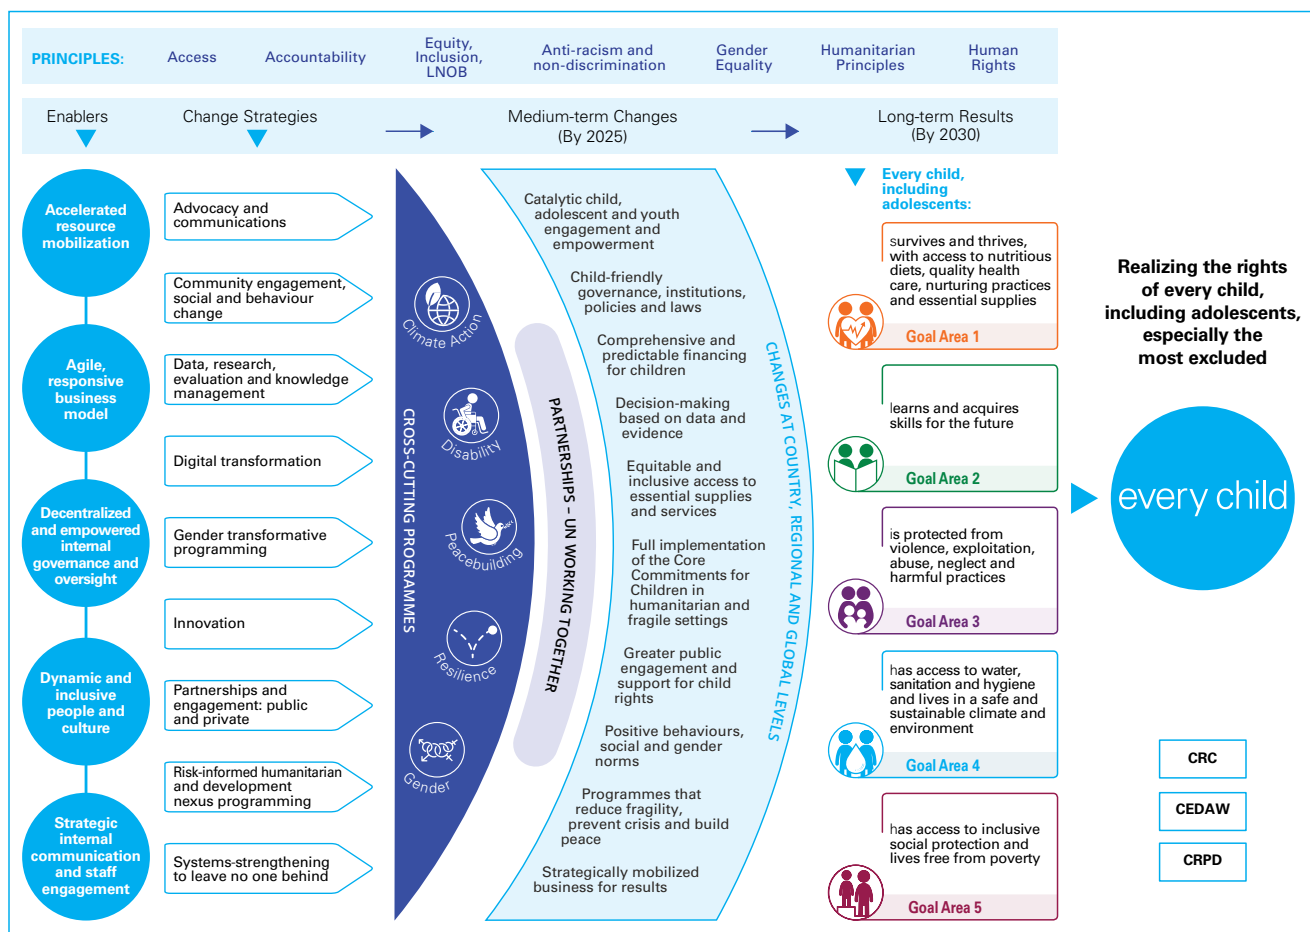 PRINCIPLES:
Access
Accountability
Equity,
Inclusion,
LNOB
Anti-racism and
non-discrimination
Gender
Equality
Humanitarian
Principles
Human
Rights
Enablers
Change Strategies
Medium-term Changes
(By 2025)
Long-term Results
(By 2030)
Accelerated
resource
mobilization
Agile,
responsive
business
model
Decentralized
and empowered
internal
governance and
oversight
Dynamic and
inclusive
people and
culture
Strategic
internal
communication
and staff
engagement
Advocacy and
communications
Community engagement,
social and behaviour
change
Data, research,
evaluation and knowledge
management
Digital transformation
Gender transformative
programming
Innovation
Partnerships and
engagement: public
and private
Risk-informed humanitarian
and development
nexus programming
Systems-strengthening
to leave no one behind
CROSS-CUTTING PROGRAMMES
Climate Action
Disability
Peacebuilding
Resilience
Gender
PARTNERSHIPS – UN WORKING TOGETHER
Catalytic child,
adolescent and youth
engagement and
empowerment
Child-friendly
governance, institutions,
policies and laws
Comprehensive and
predictable financing
for children
Decision-making
based on data and
evidence
Equitable and
inclusive access to
essential supplies
and services
Full implementation
of the Core
Commitments for
Children in
humanitarian and
fragile settings
Greater public
engagement and
support for child
rights
Positive behaviours,
social and gender
norms
Programmes that
reduce fragility,
prevent crisis and build
peace
Strategically mobilized
business for results
CHANGES AT COUNTRY, REGIONAL AND GLOBAL LEVELS
Every child,
including
adolescents:
survives and thrives,
with access to nutritious
diets, quality health
care, nurturing practices
and essential supplies
Goal Area 1
learns and acquires
skills for the future
Goal Area 2
is protected from
violence, exploitation,
abuse, neglect and
harmful practices
Goal Area 3
has access to water,
sanitation and hygiene
and lives in a safe and
sustainable climate and
environment
Goal Area 4
has access to inclusive
social protection and
lives free from poverty
Goal Area 5
Realizing the rights
of every child,
including adolescents,
especially the
most excluded
every child
CRC
CEDAW
CRPD